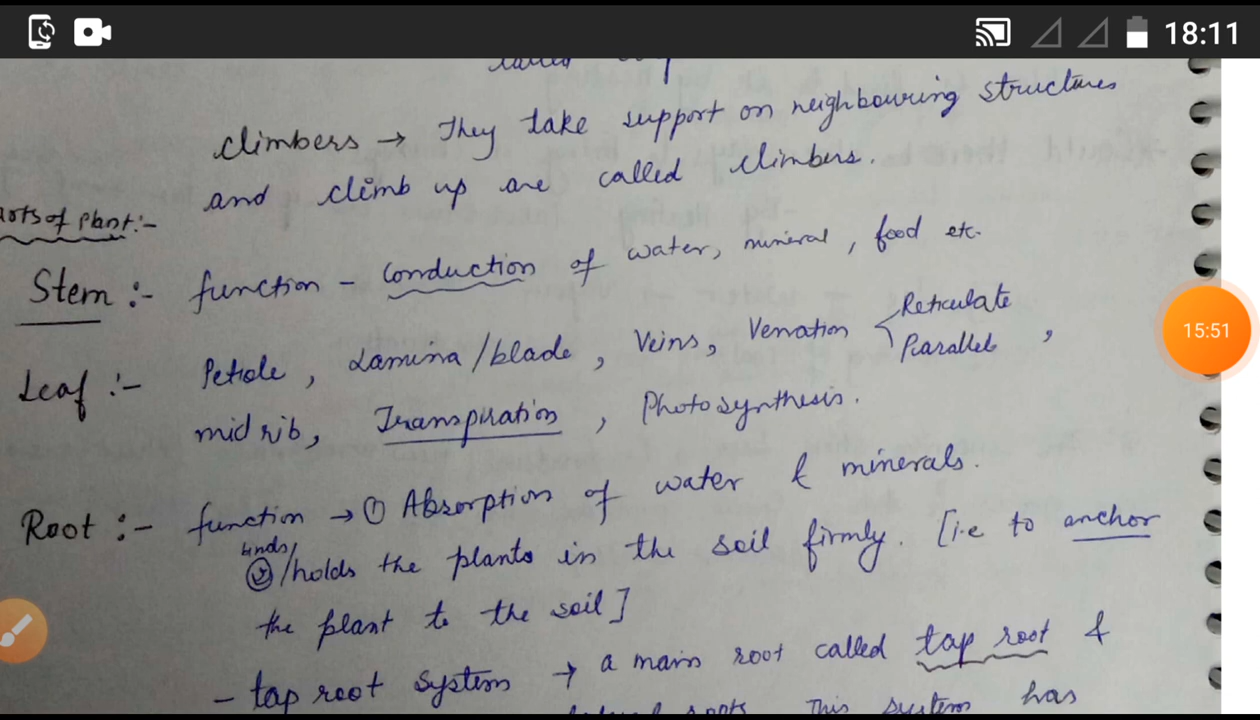 18:11
climbers → They take support on neighbouring structures
and climb up are called climbers.
Parts of Plant:-
Stem :- function - conduction of water, mineral, food etc.
15:51
Leaf :- Petiole, Lamina/blade, Veins, Venation Reticulate
Parallel,
mid rib, Transpiration, Photosynthesis.
Root :- function → ① Absorption of water & minerals.
binds/
② /holds the plants in the soil firmly. [i.e to anchor
the plant to the soil]
- tap root system → a main root called tap root &
roots. This system has